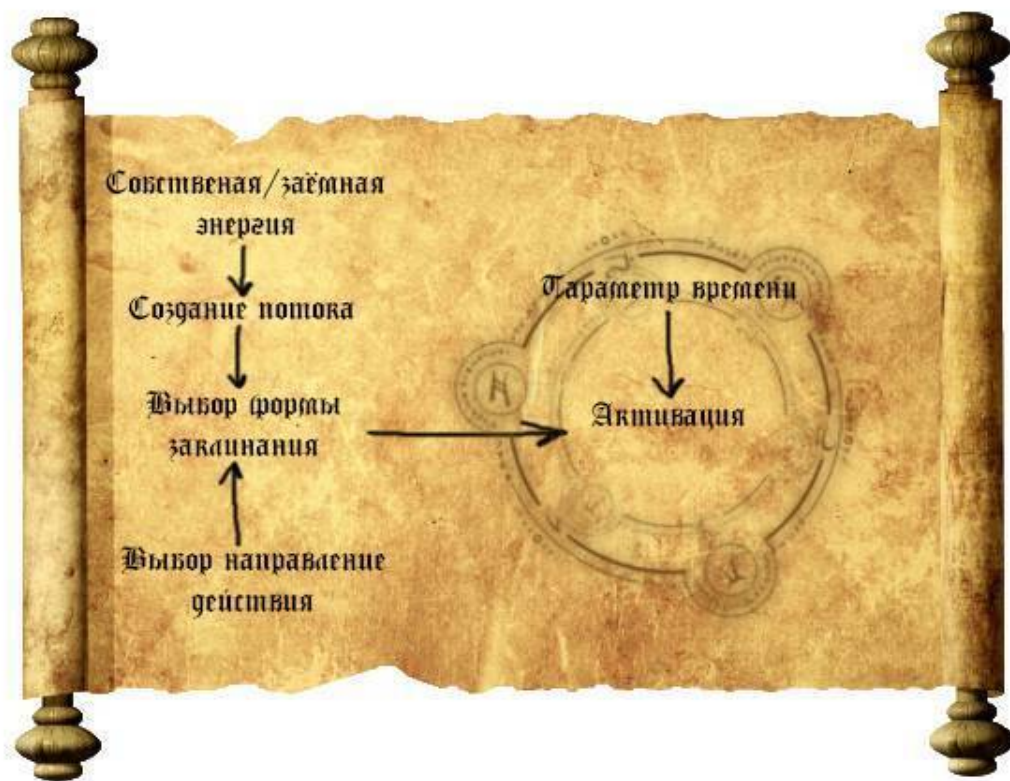 Собственая/заёмная
энергия
Создание потока
Выбор формы
заклинания
Выбор направление
действия
Параметр времени
Активация